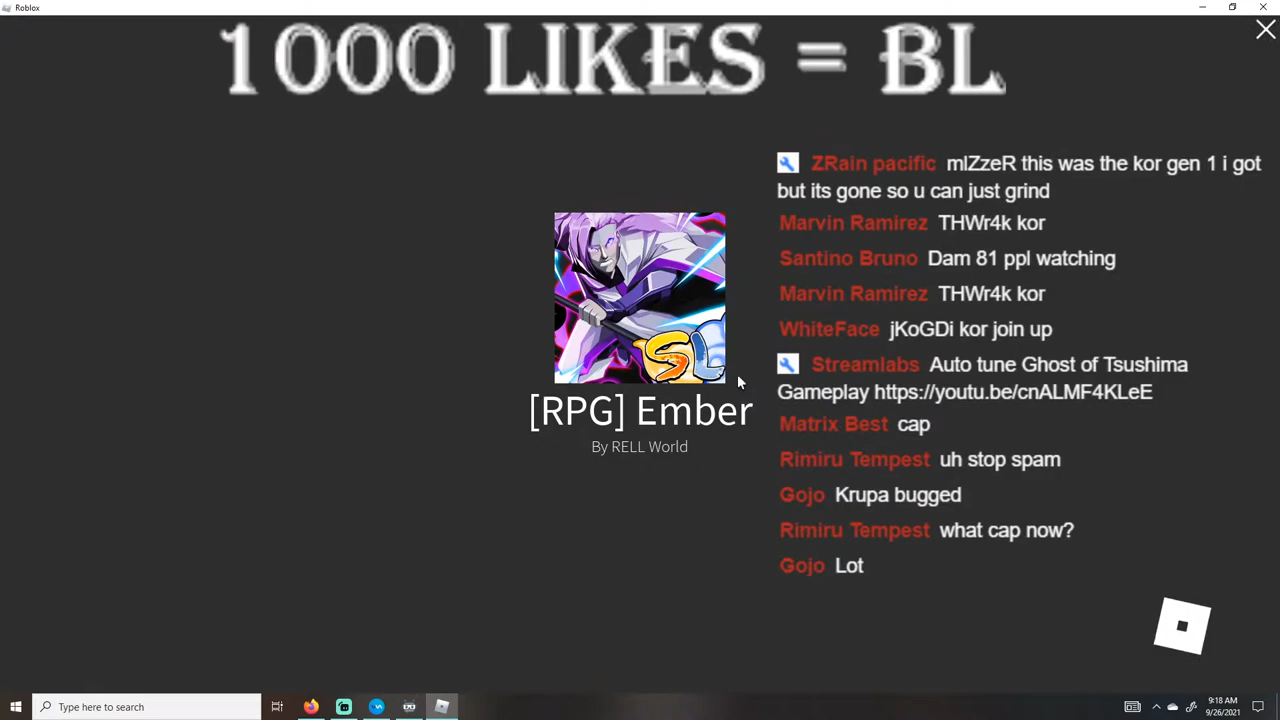 Roblox
1000 LIKES = BL
ZRain pacific mlZzeR this was the kor gen 1 i got
but its gone so u can just grind
Marvin Ramirez THWr4k kor
Santino Bruno Dam 81 ppl watching
Marvin Ramirez THWr4k kor
WhiteFace jKoGDi kor join up
Streamlabs Auto tune Ghost of Tsushima
Gameplay https://youtu.be/cnALMF4KLeE
Matrix Best cap
Rimiru Tempest uh stop spam
Gojo Krupa bugged
Rimiru Tempest what cap now?
Gojo Lot
SL
[RPG] Ember
By RELL World
Type here to search
9:18 AM
9/26/2021